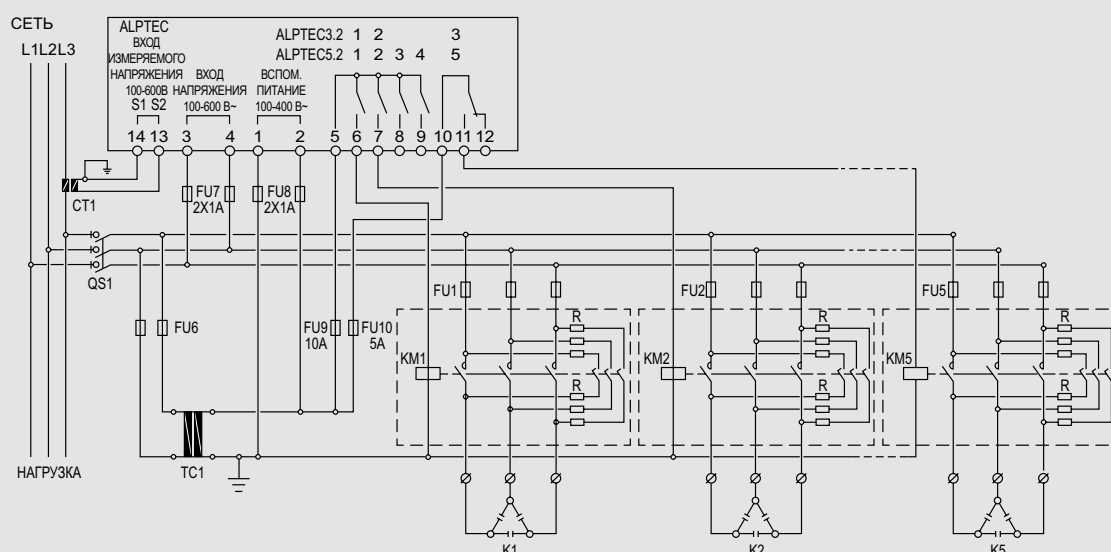 СЕТЬ
L1L2L3
ALPTEC
ВХОД
ИЗМЕРЯЕМОГО
НАПРЯЖЕНИЯ
100-600В
S1 S2
ВХОД
НАПРЯЖЕНИЯ
100-600 В~
ВСПОМ.
ПИТАНИЕ
100-400 В~
ALPTEC3.2 1 2 3
ALPTEC5.2 1 2 3 4 5
14 13 3 4 1 2 5 6 7 8 9 10 11 12
CT1
FU7
2X1A
FU8
2X1A
QS1
FU6
FU9
10A
FU10
5A
FU1
FU2
FU5
R
R
R
KM1
KM2
KM5
R
R
R
TC1
НАГРУЗКА
K1
K2
K5